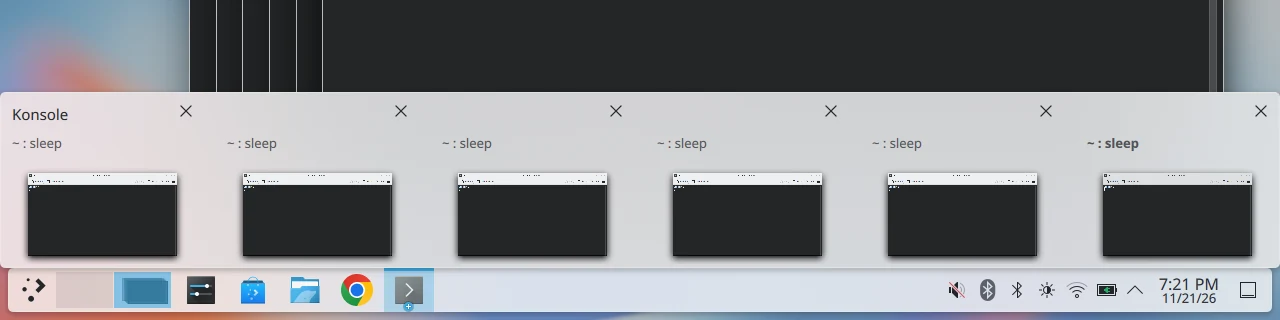 Konsole
~ : sleep
~ : sleep
~ : sleep
~ : sleep
~ : sleep
~ : sleep
7:21 PM
11/21/26